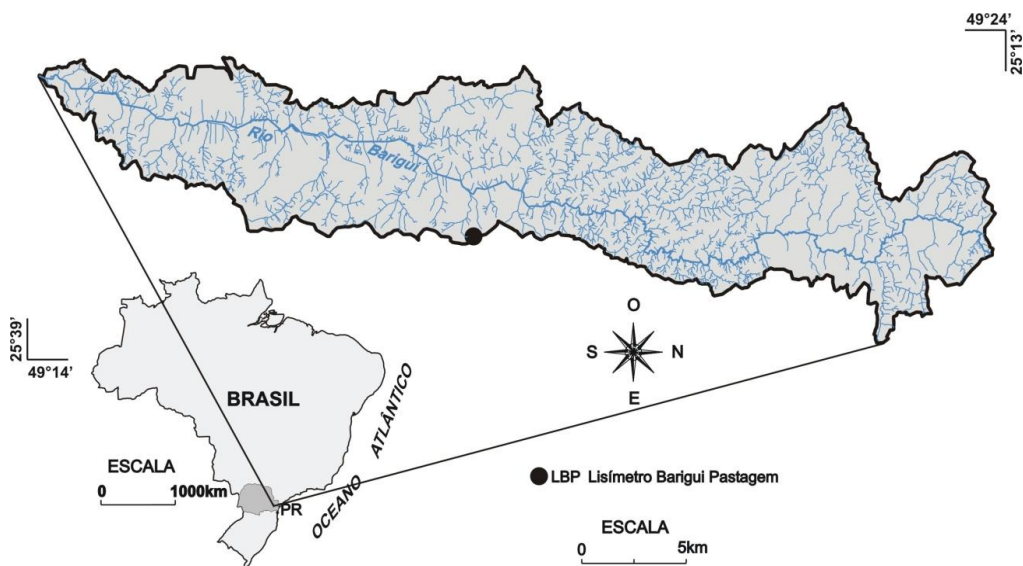 49°24'
25°13'
Rio
Barigui
O
S
N
E
25°39'
49°14'
BRASIL
OCEANO ATLÂNTICO
ESCALA
0 1000km
PR
LBP Lisímetro Barigui Pastagem
ESCALA
0 5km